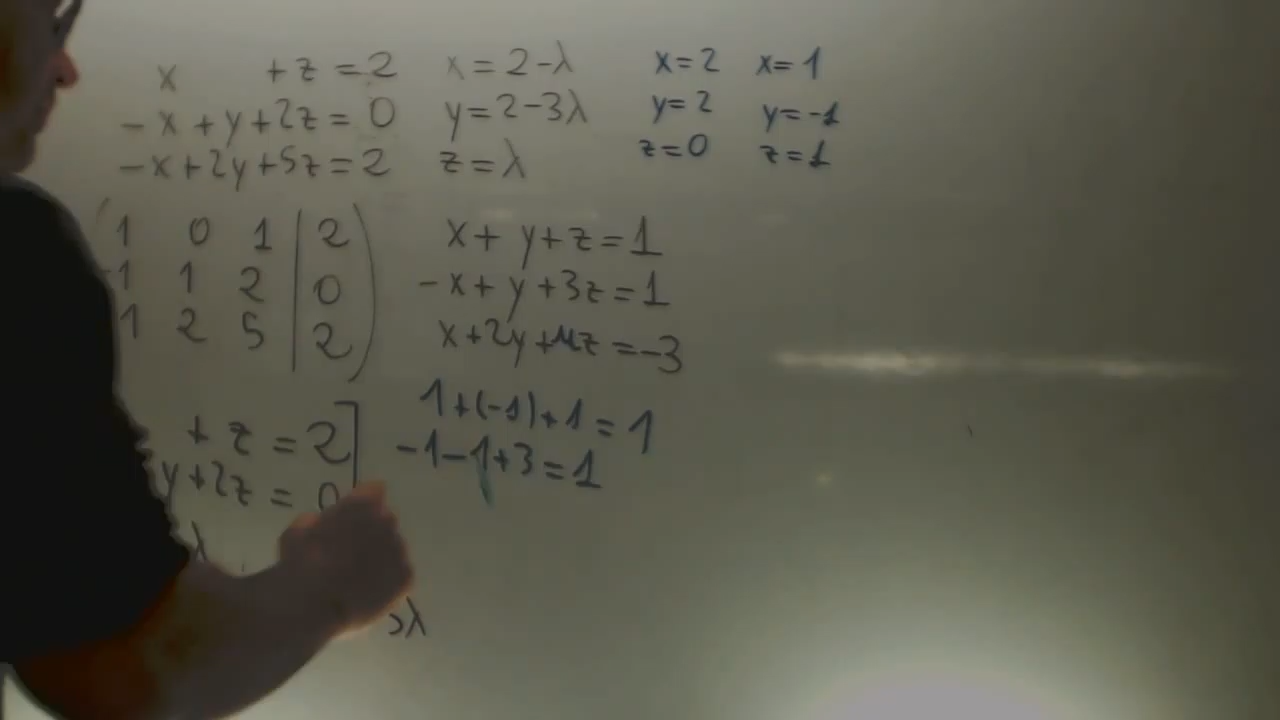 x + z = 2
- x + y + 2z = 0
- x + 2y + 5z = 2
x = 2 - λ
y = 2 - 3λ
z = λ
x = 2
y = 2
z = 0
x = 1
y = -1
z = 1
1 0 1 | 2
-1 1 2 | 0
1 2 5 | 2
x + y + z = 1
- x + y + 3z = 1
x + 2y + 4z = -3
+ z = 2
y + 2z = 0
λ
λ
1 + (-1) + 1 = 1
-1 - 1 + 3 = 1